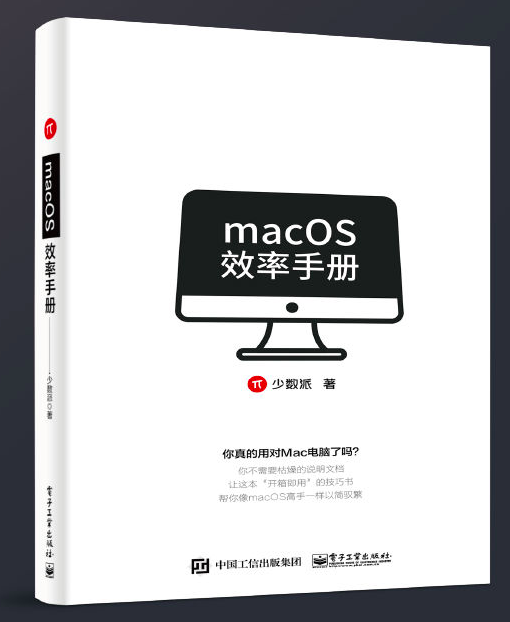 π
macOS
效率手册
少数派◎著
电子工业出版社
macOS
效率手册
π 少数派 著
你真的用对Mac电脑了吗?
你不需要枯燥的说明文档
让这本“开箱即用”的技巧书
帮你像macOS高手一样以简驭繁
中国工信出版集团 电子工业出版社